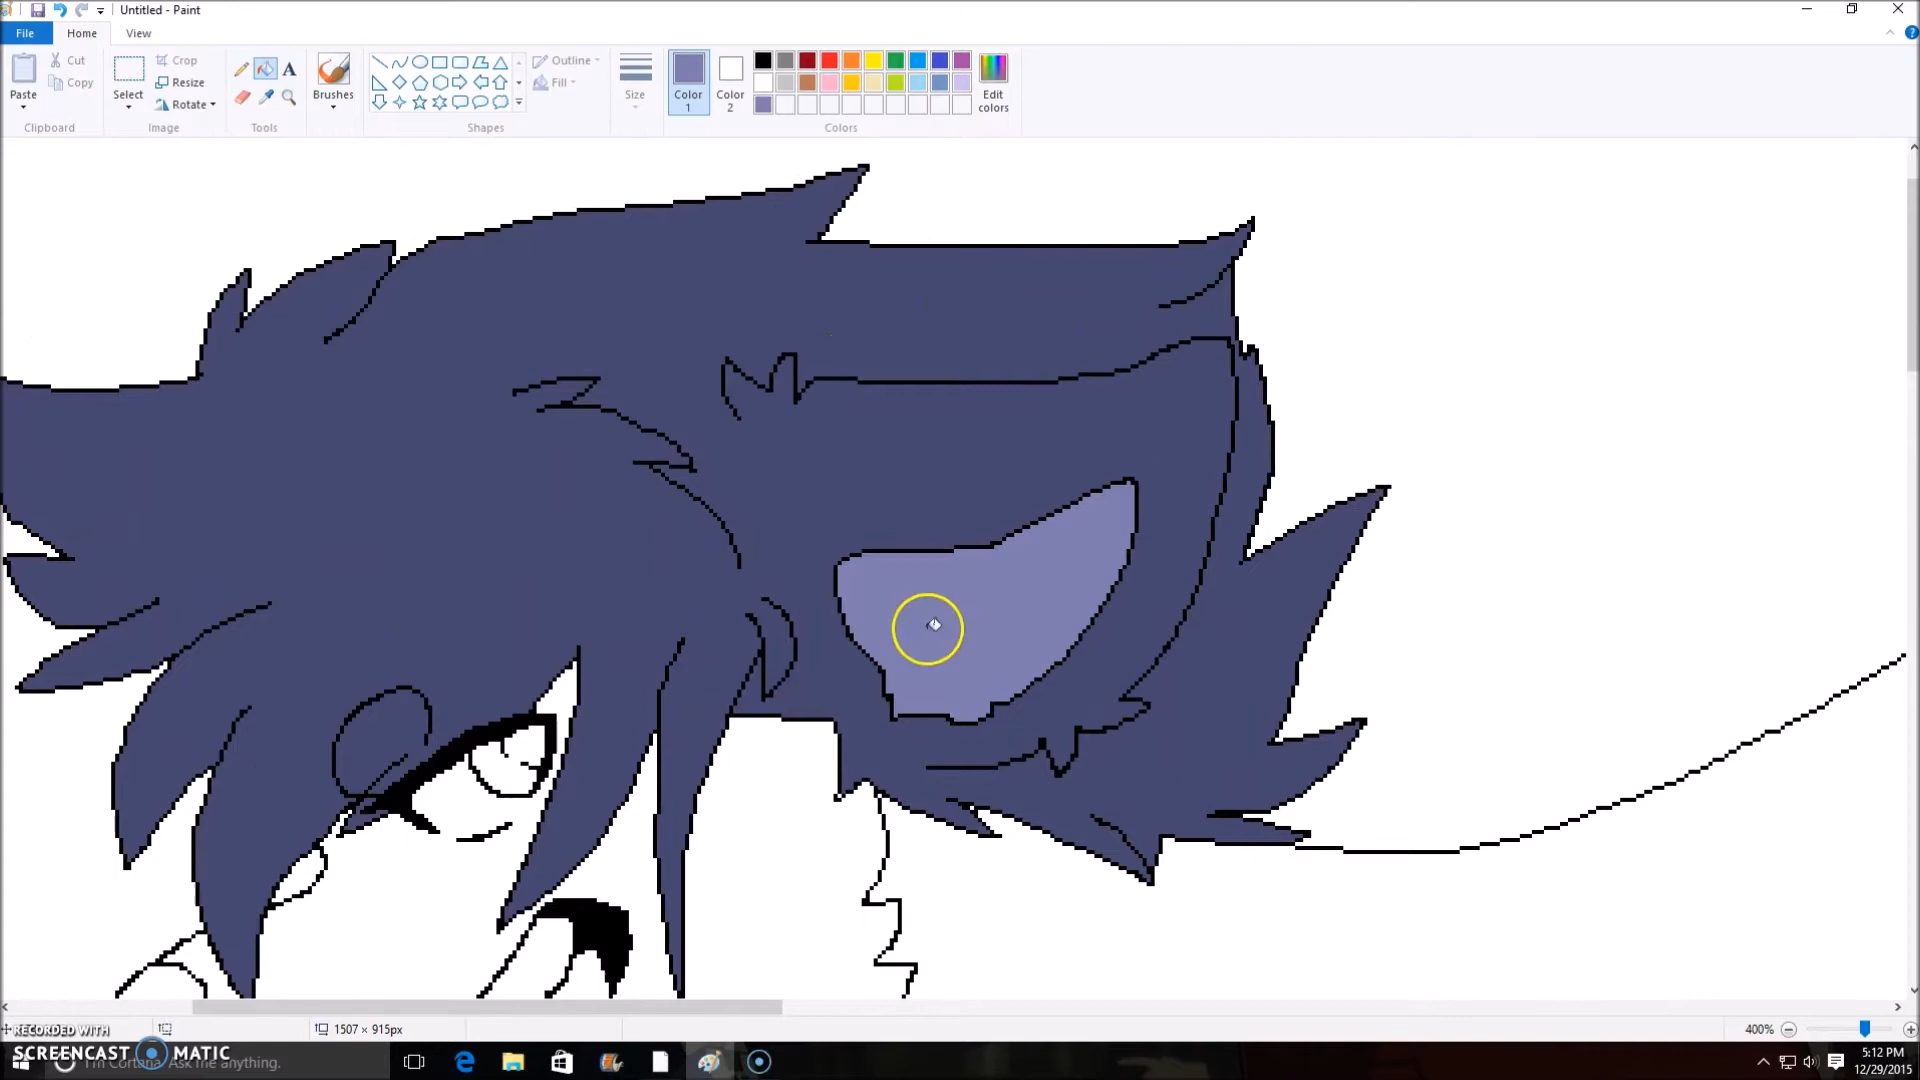 Untitled - Paint
File Home View
Paste
Cut
Copy
Clipboard
Select
Crop
Resize
Rotate
Image
A
Tools
Brushes
Shapes
Outline
Fill
Size
Color 1
Color 2
Edit colors
Colors
1507 × 915px
400%
RECORDED WITH
SCREENCAST MATIC
I'm Cortana. Ask me anything.
5:12 PM
12/29/2015